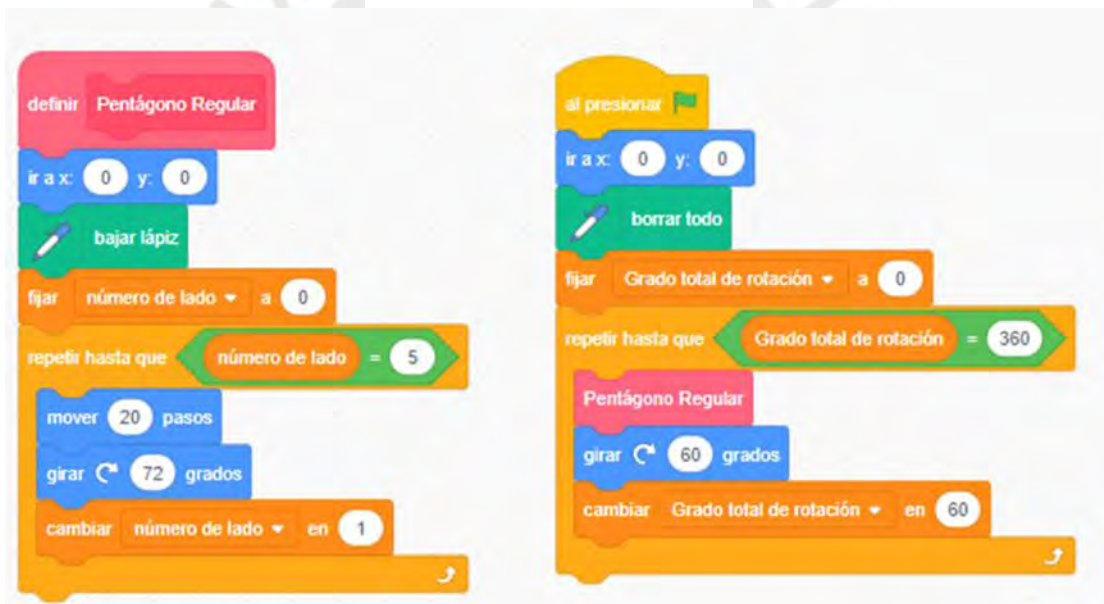 definir Pentágono Regular
ir a x: 0 y: 0
bajar lápiz
fijar número de lado a 0
repetir hasta que número de lado = 5
mover 20 pasos
girar 72 grados
cambiar número de lado en 1
al presionar
ir a x: 0 y: 0
borrar todo
fijar Grado total de rotación a 0
repetir hasta que Grado total de rotación = 360
Pentágono Regular
girar 60 grados
cambiar Grado total de rotación en 60